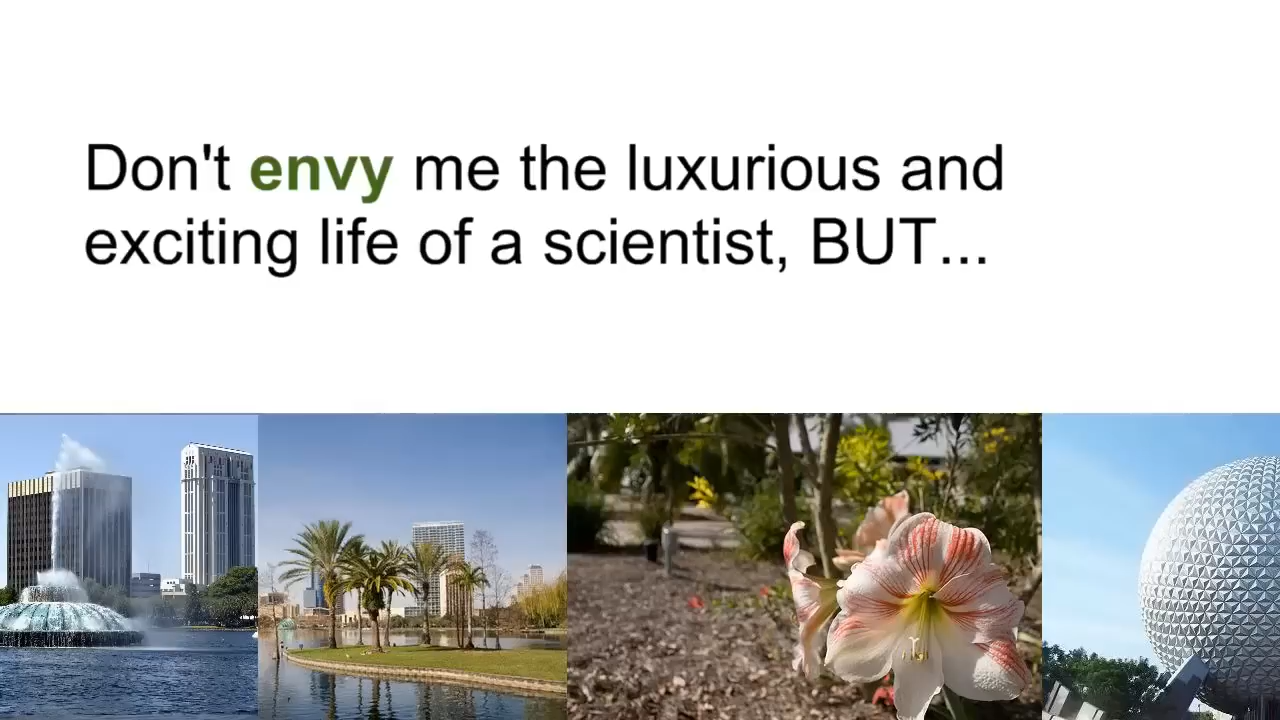 Don't envy me the luxurious and
exciting life of a scientist, BUT...